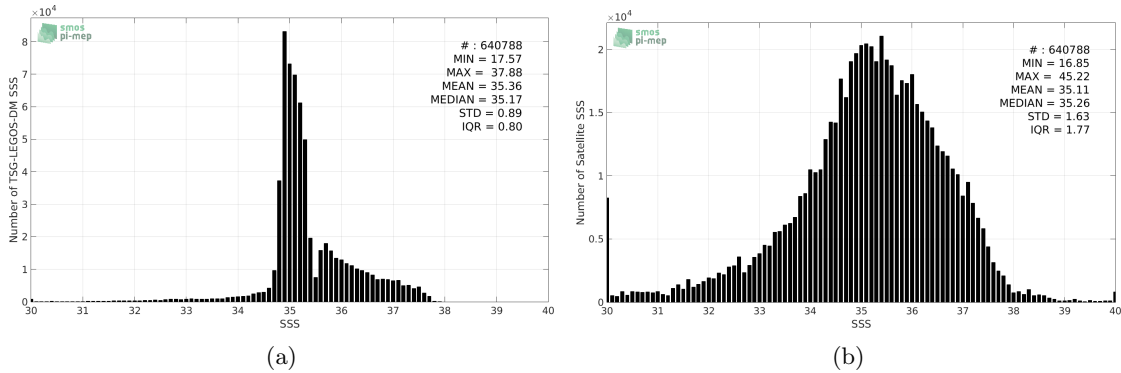 ×10⁴
smos
pi-mep
# : 640788
MIN = 17.57
MAX = 37.88
MEAN = 35.36
MEDIAN = 35.17
STD = 0.89
IQR = 0.80
Number of TSG-LEGOS-DM SSS
8
7
6
5
4
3
2
1
0
30 31 32 33 34 35 36 37 38 39 40
SSS
(a)
×10⁴
smos
pi-mep
# : 640788
MIN = 16.85
MAX = 45.22
MEAN = 35.11
MEDIAN = 35.26
STD = 1.63
IQR = 1.77
Number of Satellite SSS
2
1.5
1
0.5
0
30 31 32 33 34 35 36 37 38 39 40
SSS
(b)